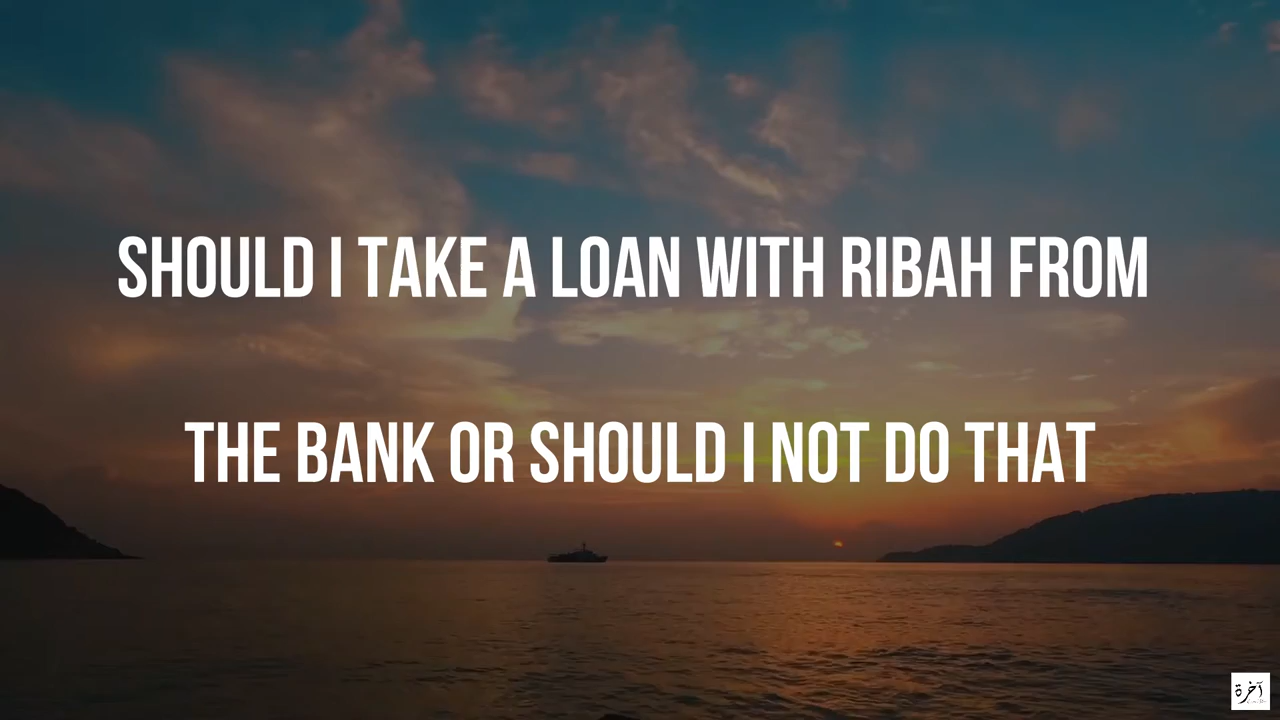 SHOULD I TAKE A LOAN WITH RIBAH FROM
THE BANK OR SHOULD I NOT DO THAT
آخرة